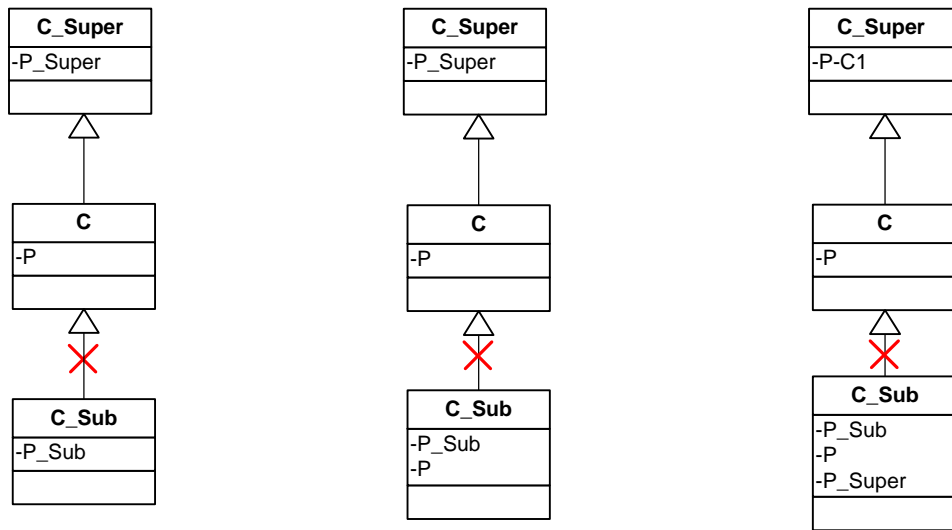 C_Super
-P_Super
C
-P
C_Sub
-P_Sub
C_Super
-P_Super
C
-P
C_Sub
-P_Sub
-P
C_Super
-P-C1
C
-P
C_Sub
-P_Sub
-P
-P_Super